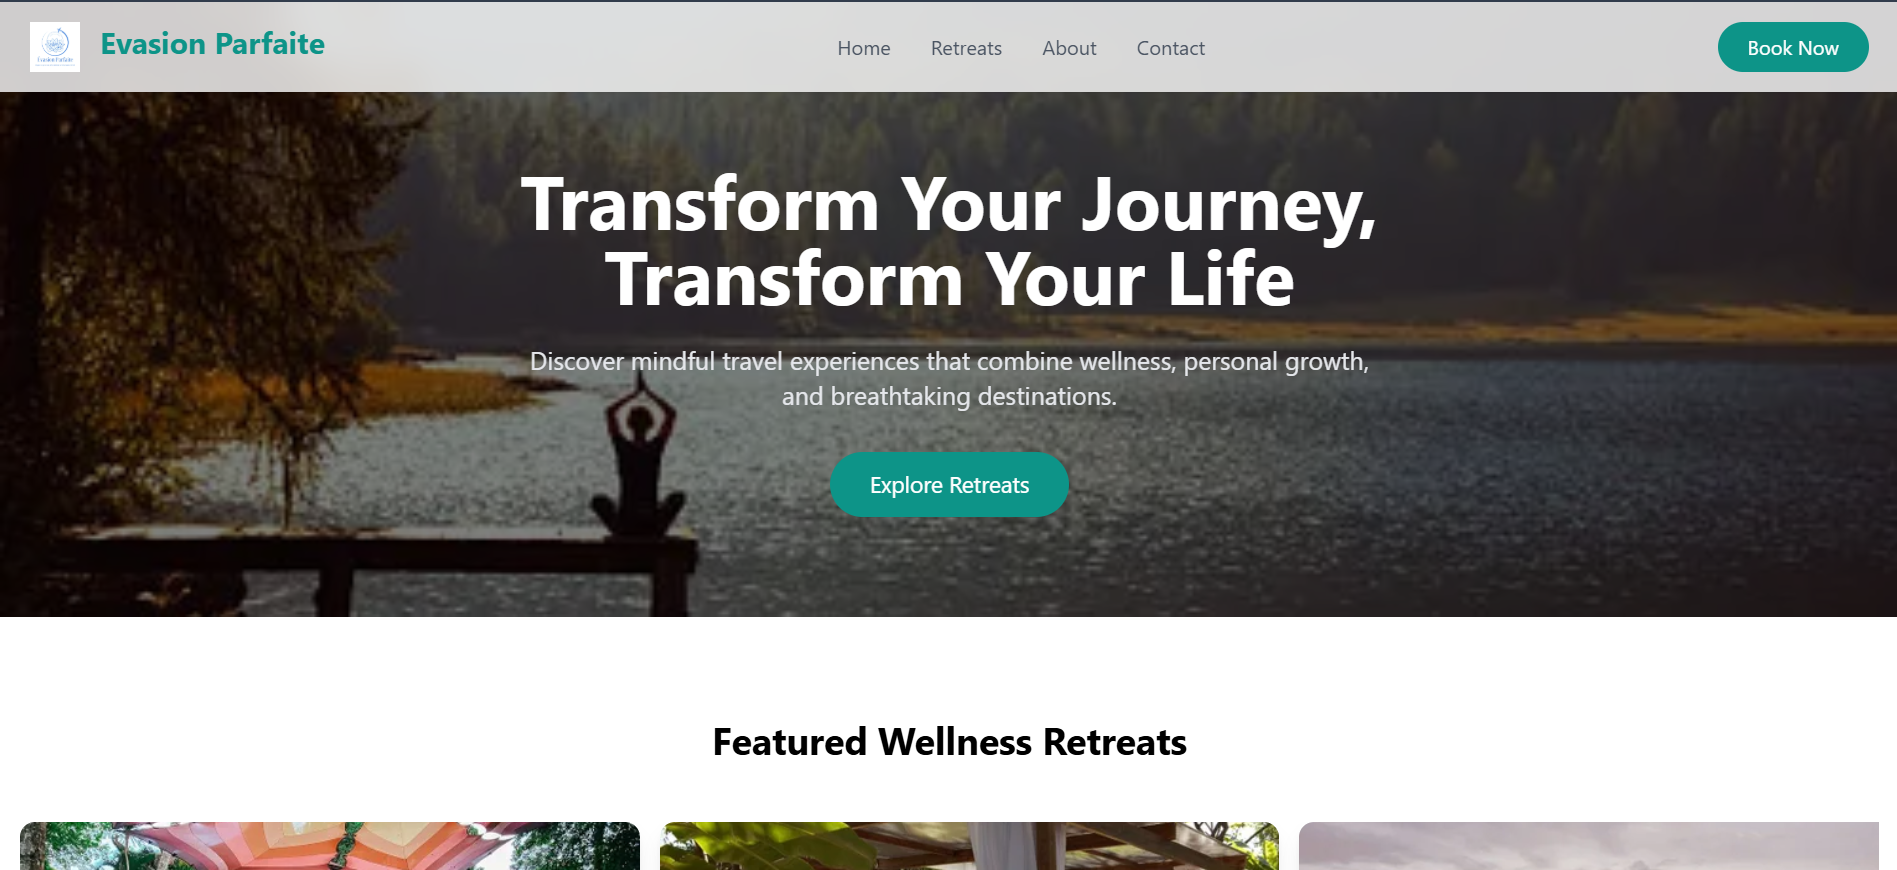 Evasion Parfaite
Home Retreats About Contact
Book Now
Transform Your Journey,
Transform Your Life
Discover mindful travel experiences that combine wellness, personal growth,
and breathtaking destinations.
Explore Retreats
Featured Wellness Retreats